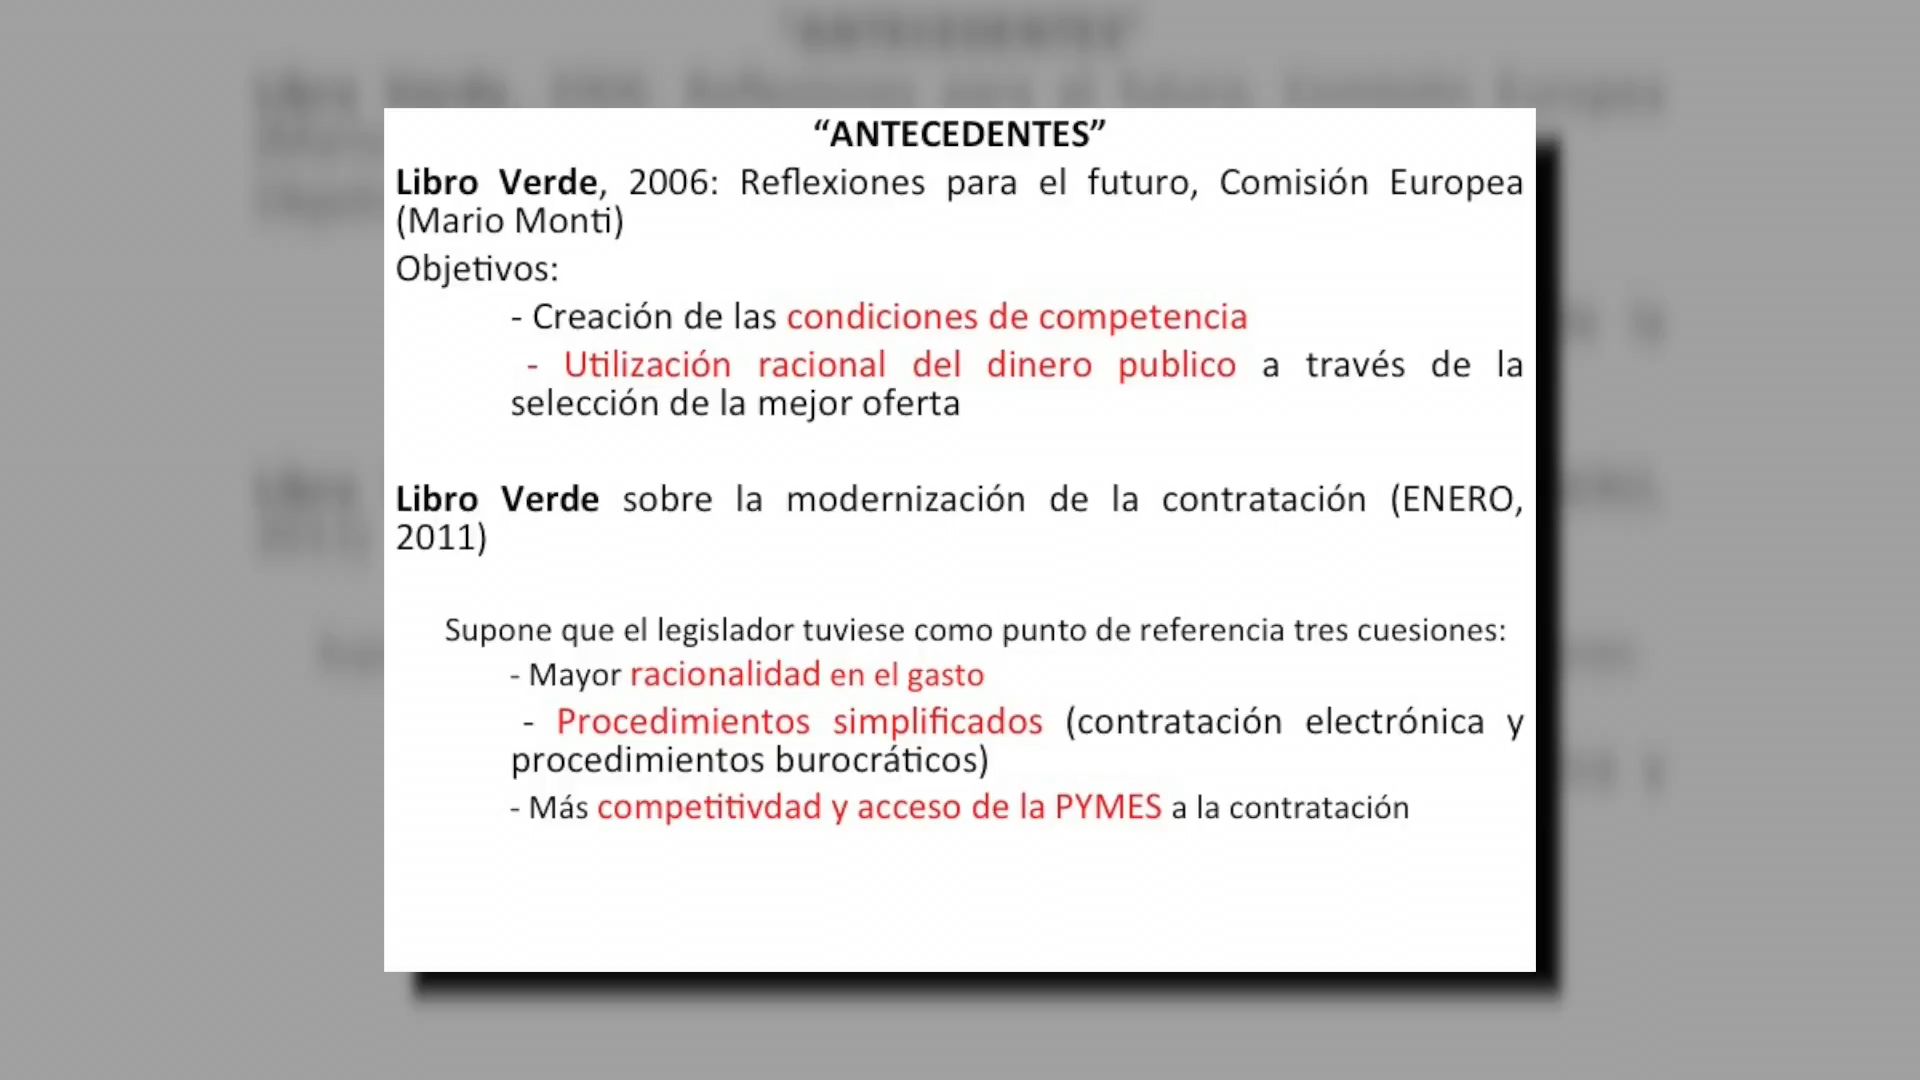 “ANTECEDENTES”
Libro Verde, 2006: Reflexiones para el futuro, Comisión Europea
(Mario Monti)
Objetivos:
- Creación de las condiciones de competencia
- Utilización racional del dinero publico a través de la
selección de la mejor oferta
Libro Verde sobre la modernización de la contratación (ENERO,
2011)
Supone que el legislador tuviese como punto de referencia tres cuesiones:
- Mayor racionalidad en el gasto
- Procedimientos simplificados (contratación electrónica y
procedimientos burocráticos)
- Más competitivdad y acceso de la PYMES a la contratación